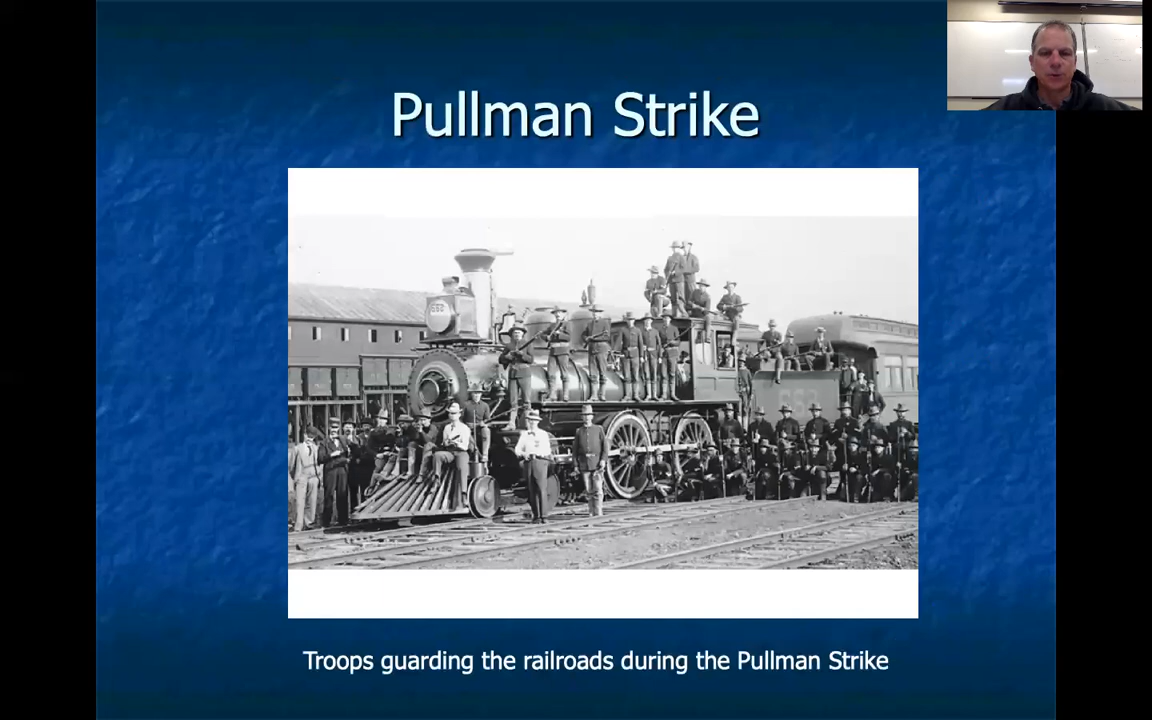 Pullman Strike
Troops guarding the railroads during the Pullman Strike